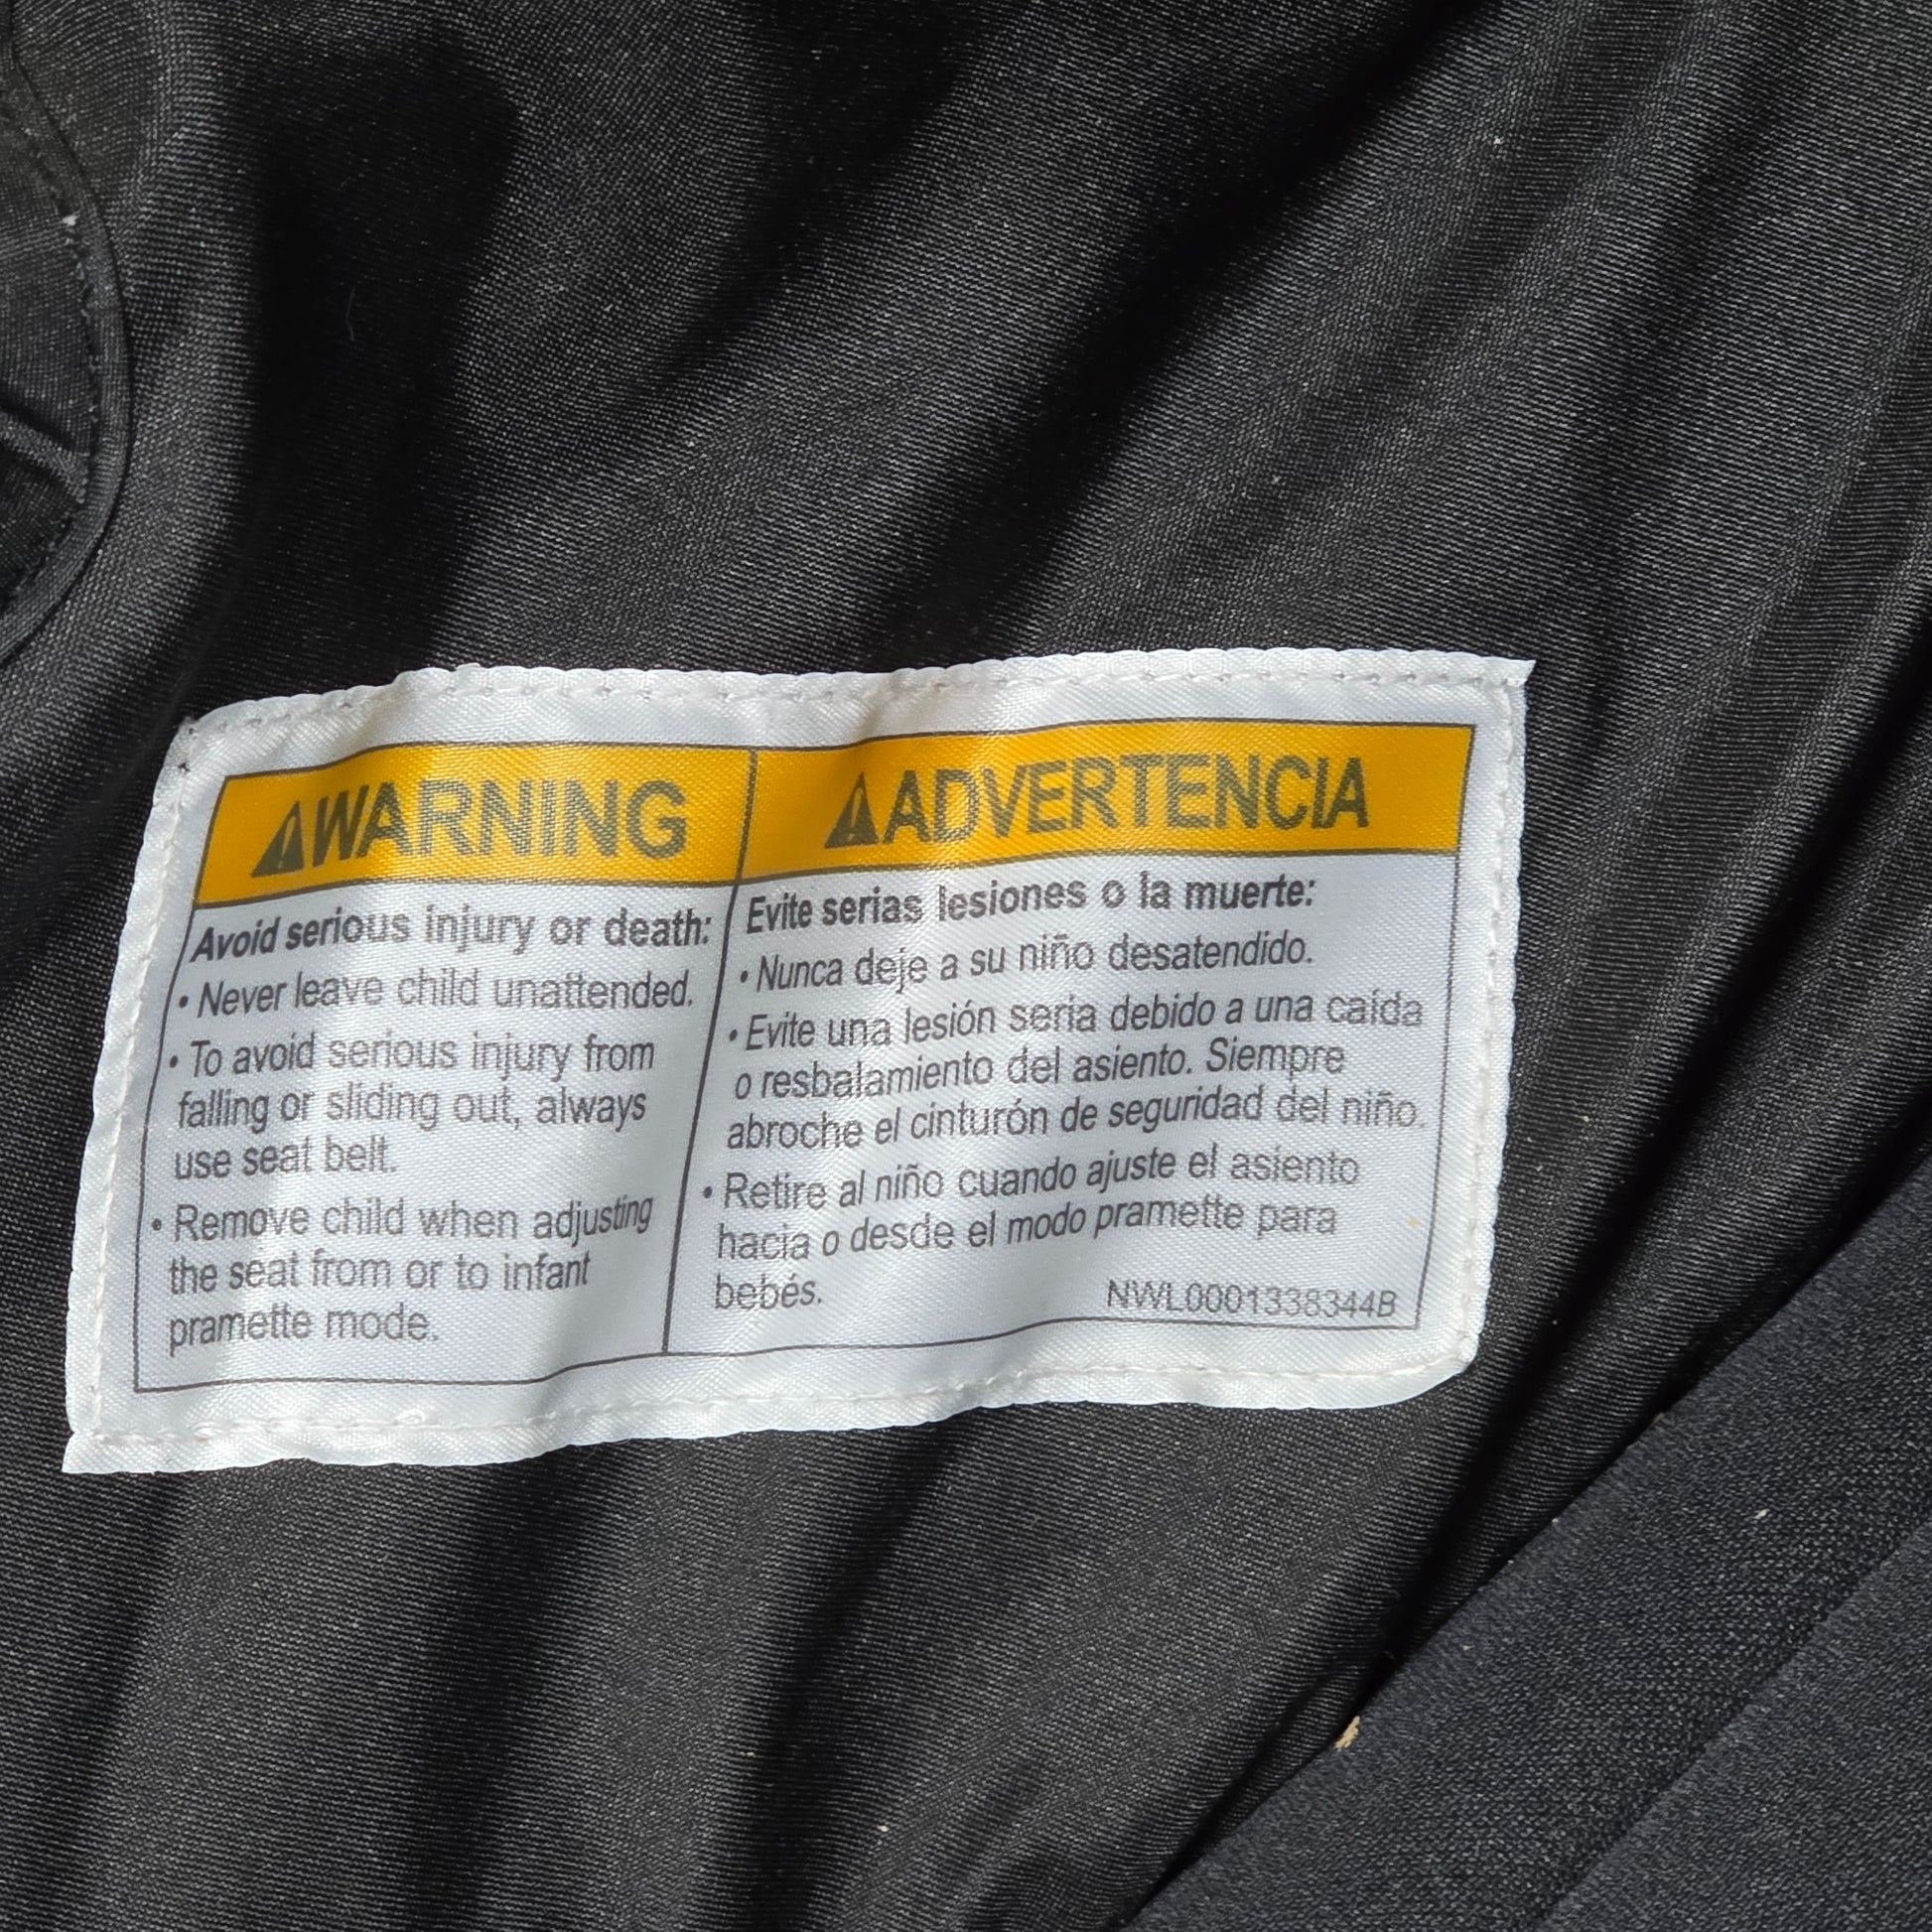 WARNING
Avoid serious injury or death:
• Never leave child unattended.
• To avoid serious injury from
falling or sliding out, always
use seat belt.
• Remove child when adjusting
the seat from or to infant
pramette mode.
ADVERTENCIA
Evite serias lesiones o la muerte:
• Nunca deje a su niño desatendido.
• Evite una lesión seria debido a una caída
o resbalamiento del asiento. Siempre
abroche el cinturón de seguridad del niño.
• Retire al niño cuando ajuste el asiento
hacia o desde el modo pramette para
bebés.
NWL0001338344B